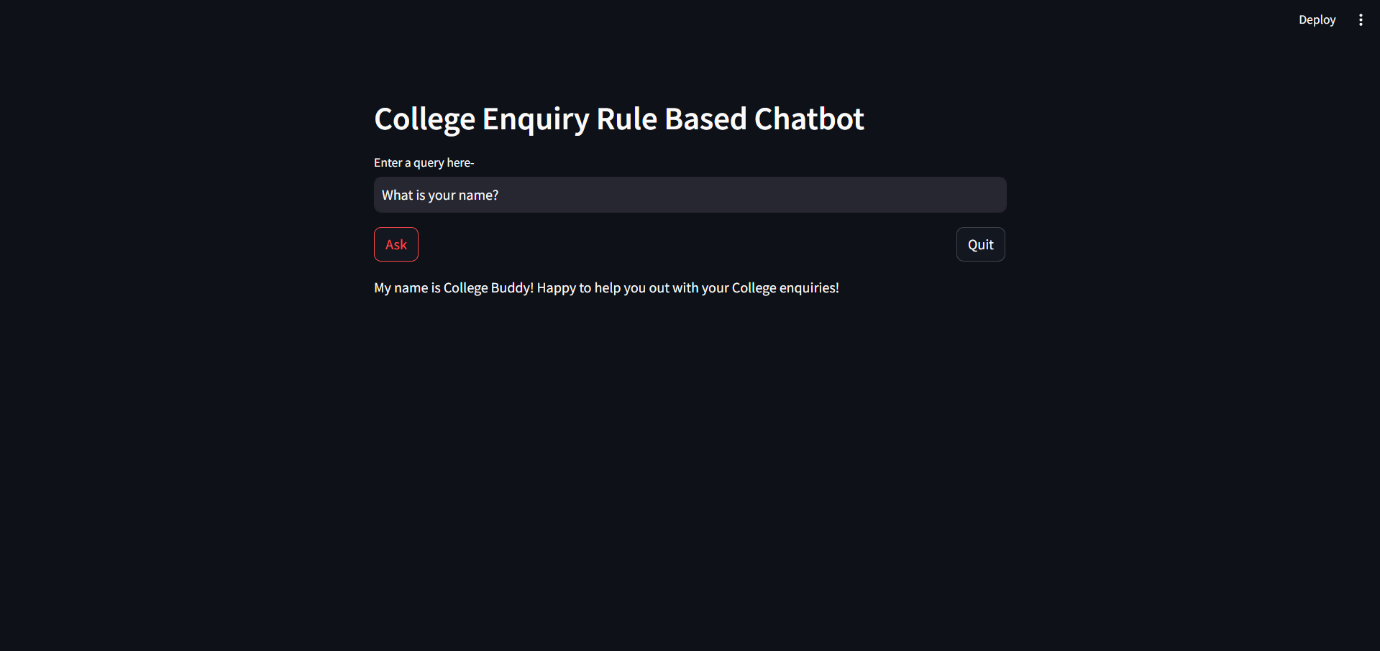 Deploy
College Enquiry Rule Based Chatbot
Enter a query here-
What is your name?
Ask
Quit
My name is College Buddy! Happy to help you out with your College enquiries!